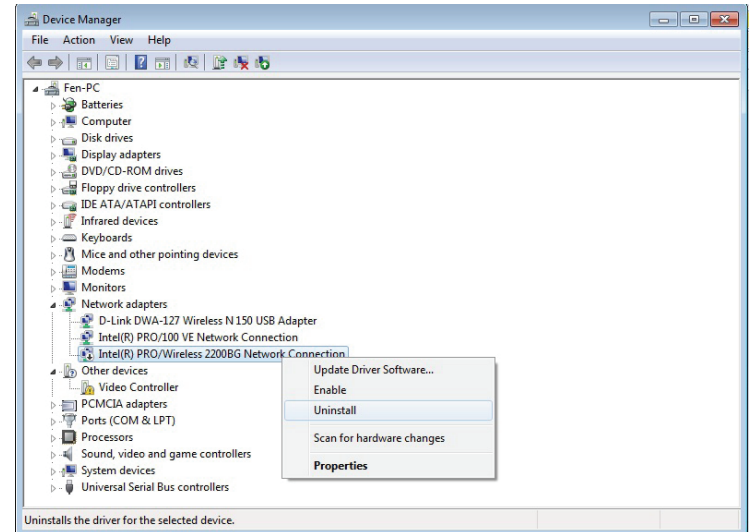 Device Manager
File Action View Help
Fen-PC
Batteries
Computer
Disk drives
Display adapters
DVD/CD-ROM drives
Floppy drive controllers
IDE ATA/ATAPI controllers
Infrared devices
Keyboards
Mice and other pointing devices
Modems
Monitors
Network adapters
D-Link DWA-127 Wireless N 150 USB Adapter
Intel(R) PRO/100 VE Network Connection
Intel(R) PRO/Wireless 2200BG Network Connection
Other devices
Video Controller
PCMCIA adapters
Ports (COM & LPT)
Processors
Sound, video and game controllers
System devices
Universal Serial Bus controllers
Update Driver Software...
Enable
Uninstall
Scan for hardware changes
Properties
Uninstalls the driver for the selected device.